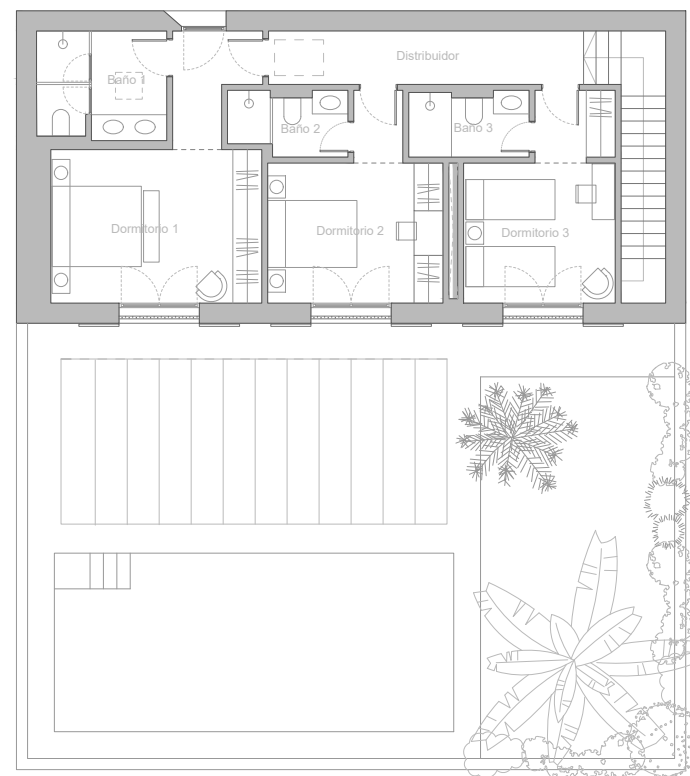 Distribuidor
Baño 1
Baño 2
Baño 3
Dormitorio 1
Dormitorio 2
Dormitorio 3